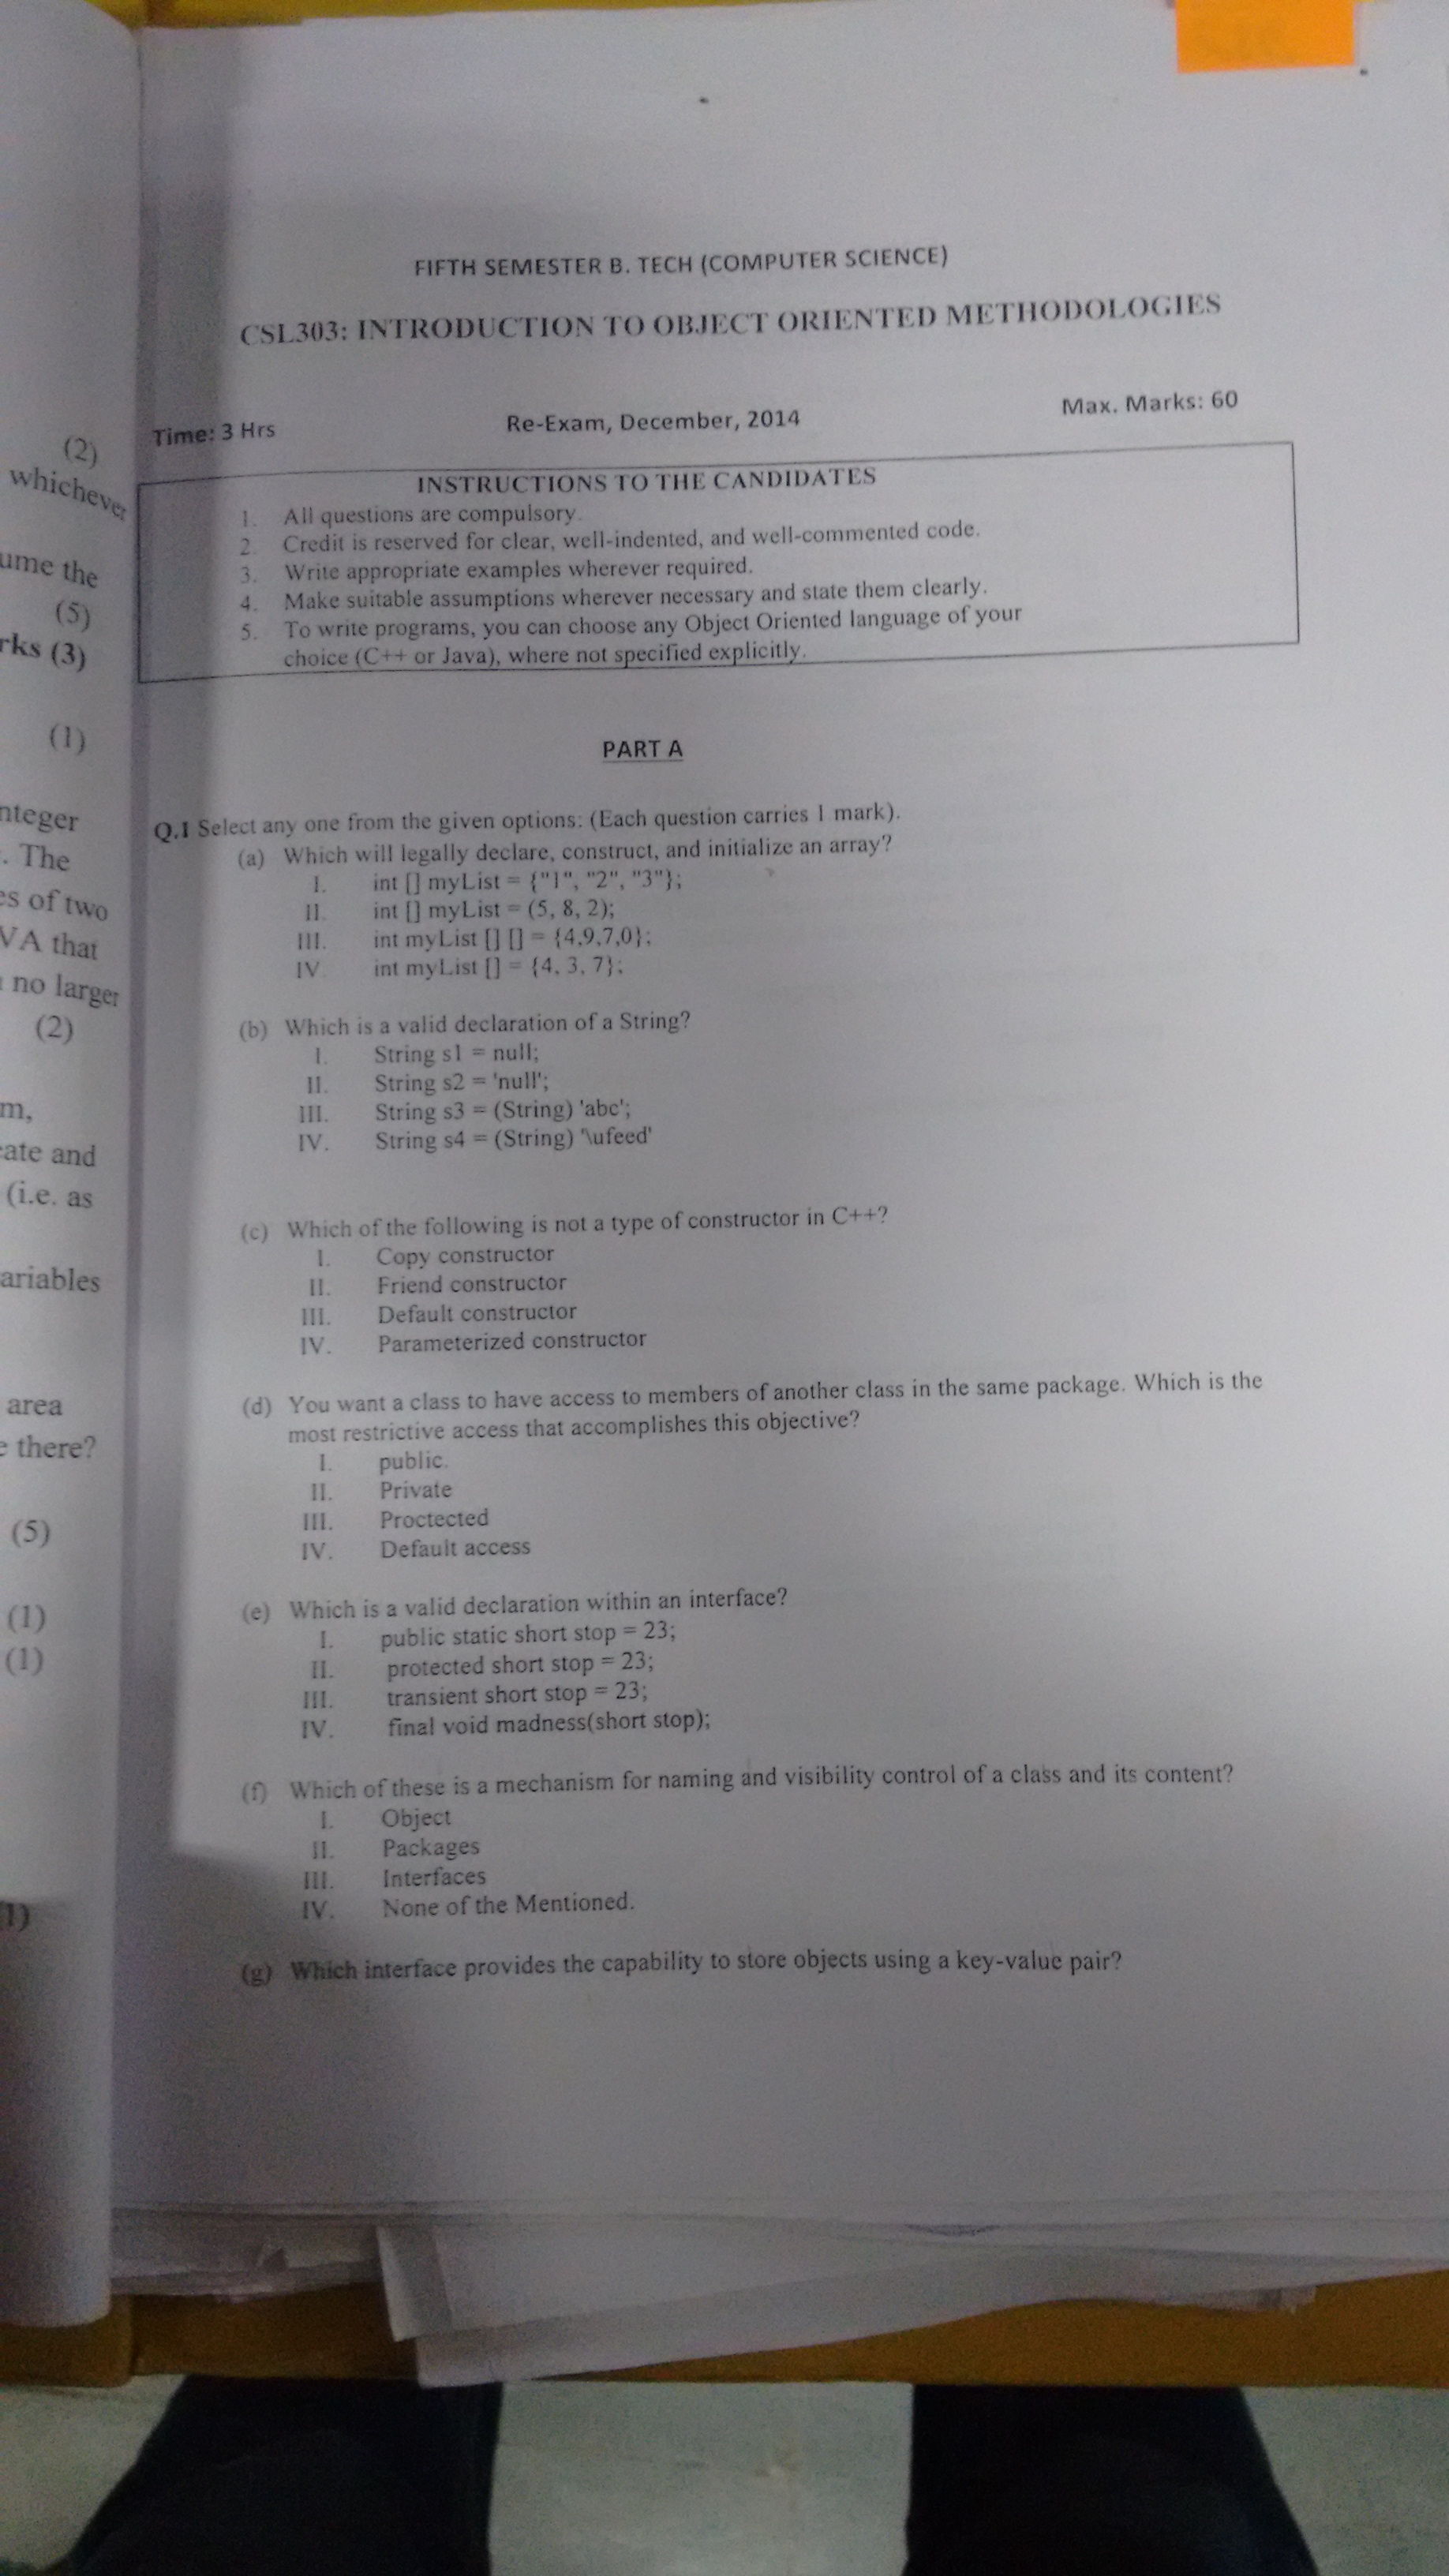 (2)
whichever
ume the
(5)
rks (3)
(1)
nteger
. The
es of two
VA that
no larger
(2)
m,
eate and
(i.e. as
ariables
area
e there?
(5)
(1)
(1)
1)
FIFTH SEMESTER B. TECH (COMPUTER SCIENCE)
CSL303: INTRODUCTION TO OBJECT ORIENTED METHODOLOGIES
Time: 3 Hrs Re-Exam, December, 2014 Max. Marks: 60
INSTRUCTIONS TO THE CANDIDATES
1. All questions are compulsory.
2. Credit is reserved for clear, well-indented, and well-commented code.
3. Write appropriate examples wherever required.
4. Make suitable assumptions wherever necessary and state them clearly.
5. To write programs, you can choose any Object Oriented language of your
choice (C++ or Java), where not specified explicitly.
PART A
Q.1 Select any one from the given options: (Each question carries 1 mark).
(a) Which will legally declare, construct, and initialize an array?
I. int [] myList = {"1", "2", "3"};
II. int [] myList = (5, 8, 2);
III. int myList [] [] = {4,9,7,0};
IV. int myList [] = {4, 3, 7};
(b) Which is a valid declaration of a String?
I. String s1 = null;
II. String s2 = 'null';
III. String s3 = (String) 'abc';
IV. String s4 = (String) '\ufeed'
(c) Which of the following is not a type of constructor in C++?
I. Copy constructor
II. Friend constructor
III. Default constructor
IV. Parameterized constructor
(d) You want a class to have access to members of another class in the same package. Which is the
most restrictive access that accomplishes this objective?
I. public.
II. Private
III. Proctected
IV. Default access
(e) Which is a valid declaration within an interface?
I. public static short stop = 23;
II. protected short stop = 23;
III. transient short stop = 23;
IV. final void madness(short stop);
(f) Which of these is a mechanism for naming and visibility control of a class and its content?
I. Object
II. Packages
III. Interfaces
IV. None of the Mentioned.
(g) Which interface provides the capability to store objects using a key-value pair?